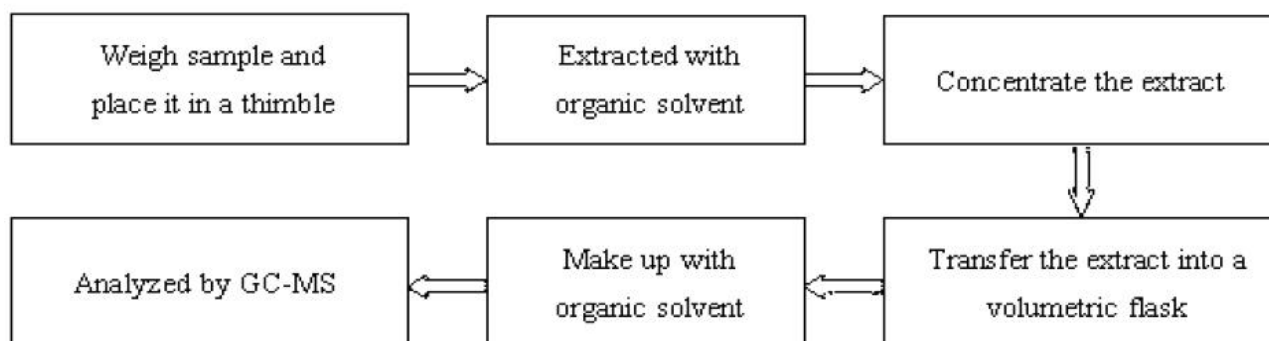 Weigh sample and
place it in a thimble
Extracted with
organic solvent
Concentrate the extract
Transfer the extract into a
volumetric flask
Make up with
organic solvent
Analyzed by GC-MS